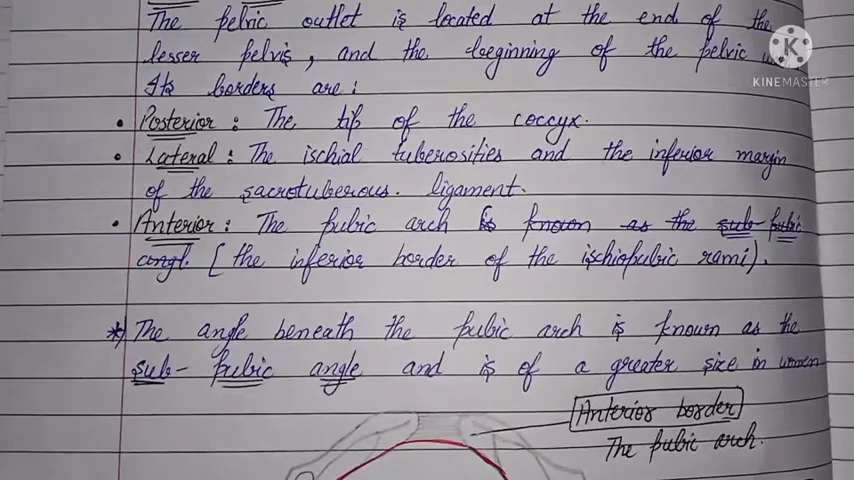 The pelvic outlet is located at the end of the
lesser pelvis, and the beginning of the pelvic
Its borders are:
• Posterior: The tip of the coccyx.
• Lateral: The ischial tuberosities and the inferior margin
of the sacrotuberous. ligament.
• Anterior: The pubic arch is known as the sub-pubic
angl. [the inferior border of the ischiopubic rami).
* The angle beneath the pubic arch is known as the
sub-pubic angle and is of a greater size in women
Anterior border
The pubic arch.
K
KINEMASTER